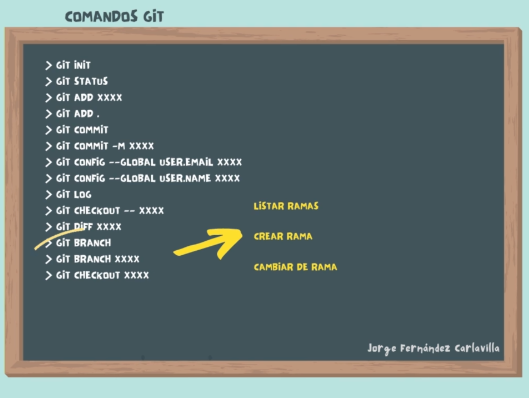 COMANDOS GIT
> GIT INIT
> GIT STATUS
> GIT ADD XXXX
> GIT ADD .
> GIT COMMIT
> GIT COMMIT -M XXXX
> GIT CONFIG --GLOBAL USER.EMAIL XXXX
> GIT CONFIG --GLOBAL USER.NAME XXXX
> GIT LOG
> GIT CHECKOUT -- XXXX
> GIT DIFF XXXX
> GIT BRANCH
> GIT BRANCH XXXX
> GIT CHECKOUT XXXX
LISTAR RAMAS
CREAR RAMA
CAMBIAR DE RAMA
Jorge Fernández Carlavilla